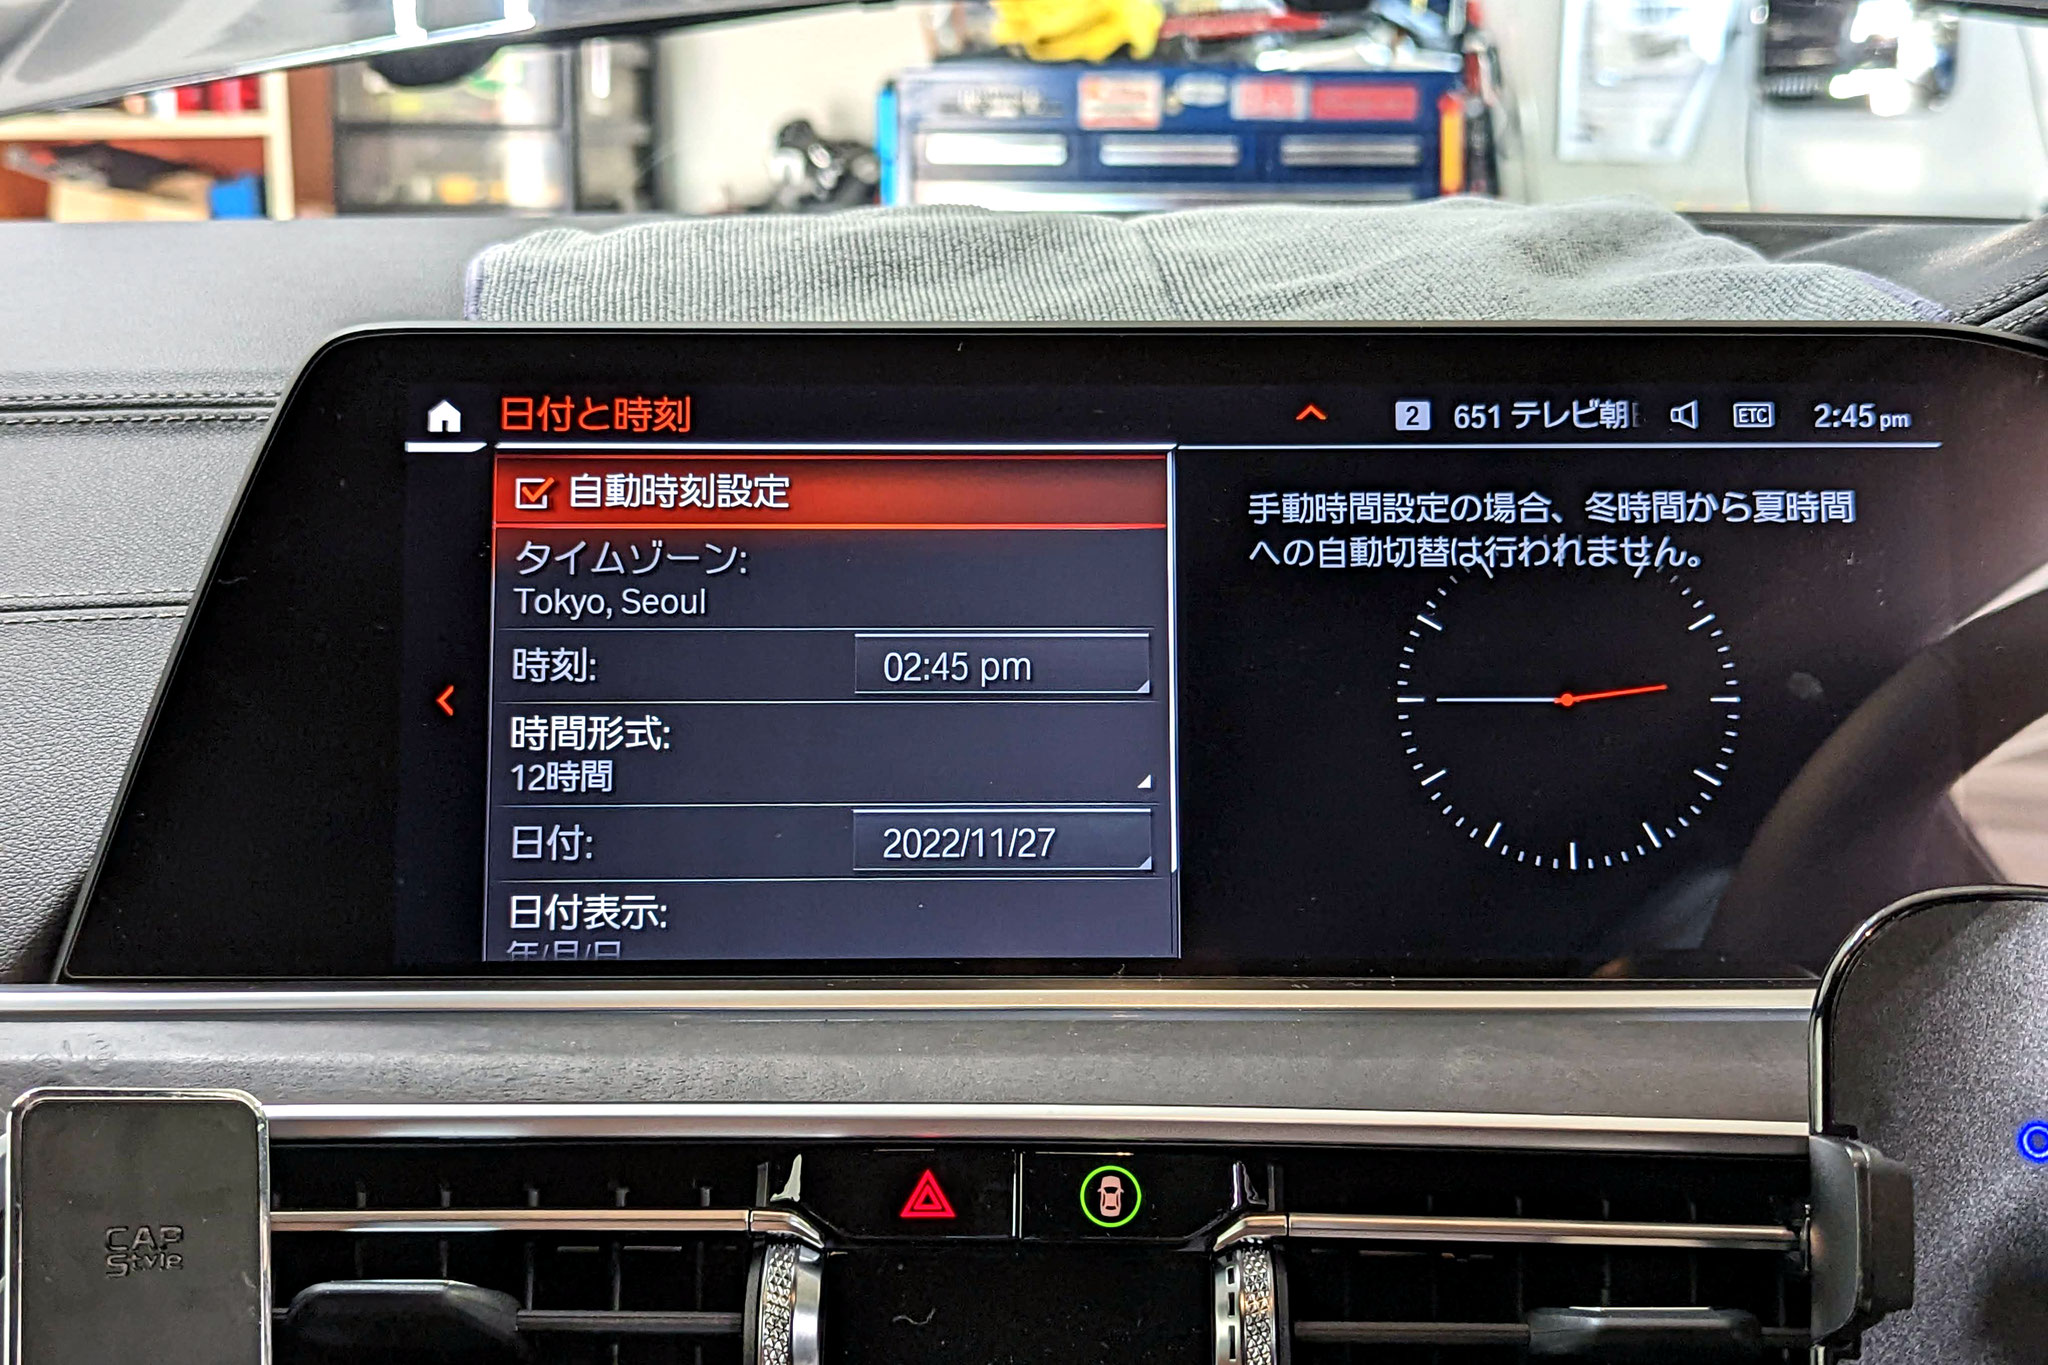 日付と時刻
2 651 テレビ朝 ETC 2:45 pm
自動時刻設定
タイムゾーン:
Tokyo, Seoul
時刻: 02:45 pm
時間形式:
12時間
日付: 2022/11/27
日付表示:
年/月/日
手動時間設定の場合、冬時間から夏時間
への自動切替は行われません。
CAP
Style